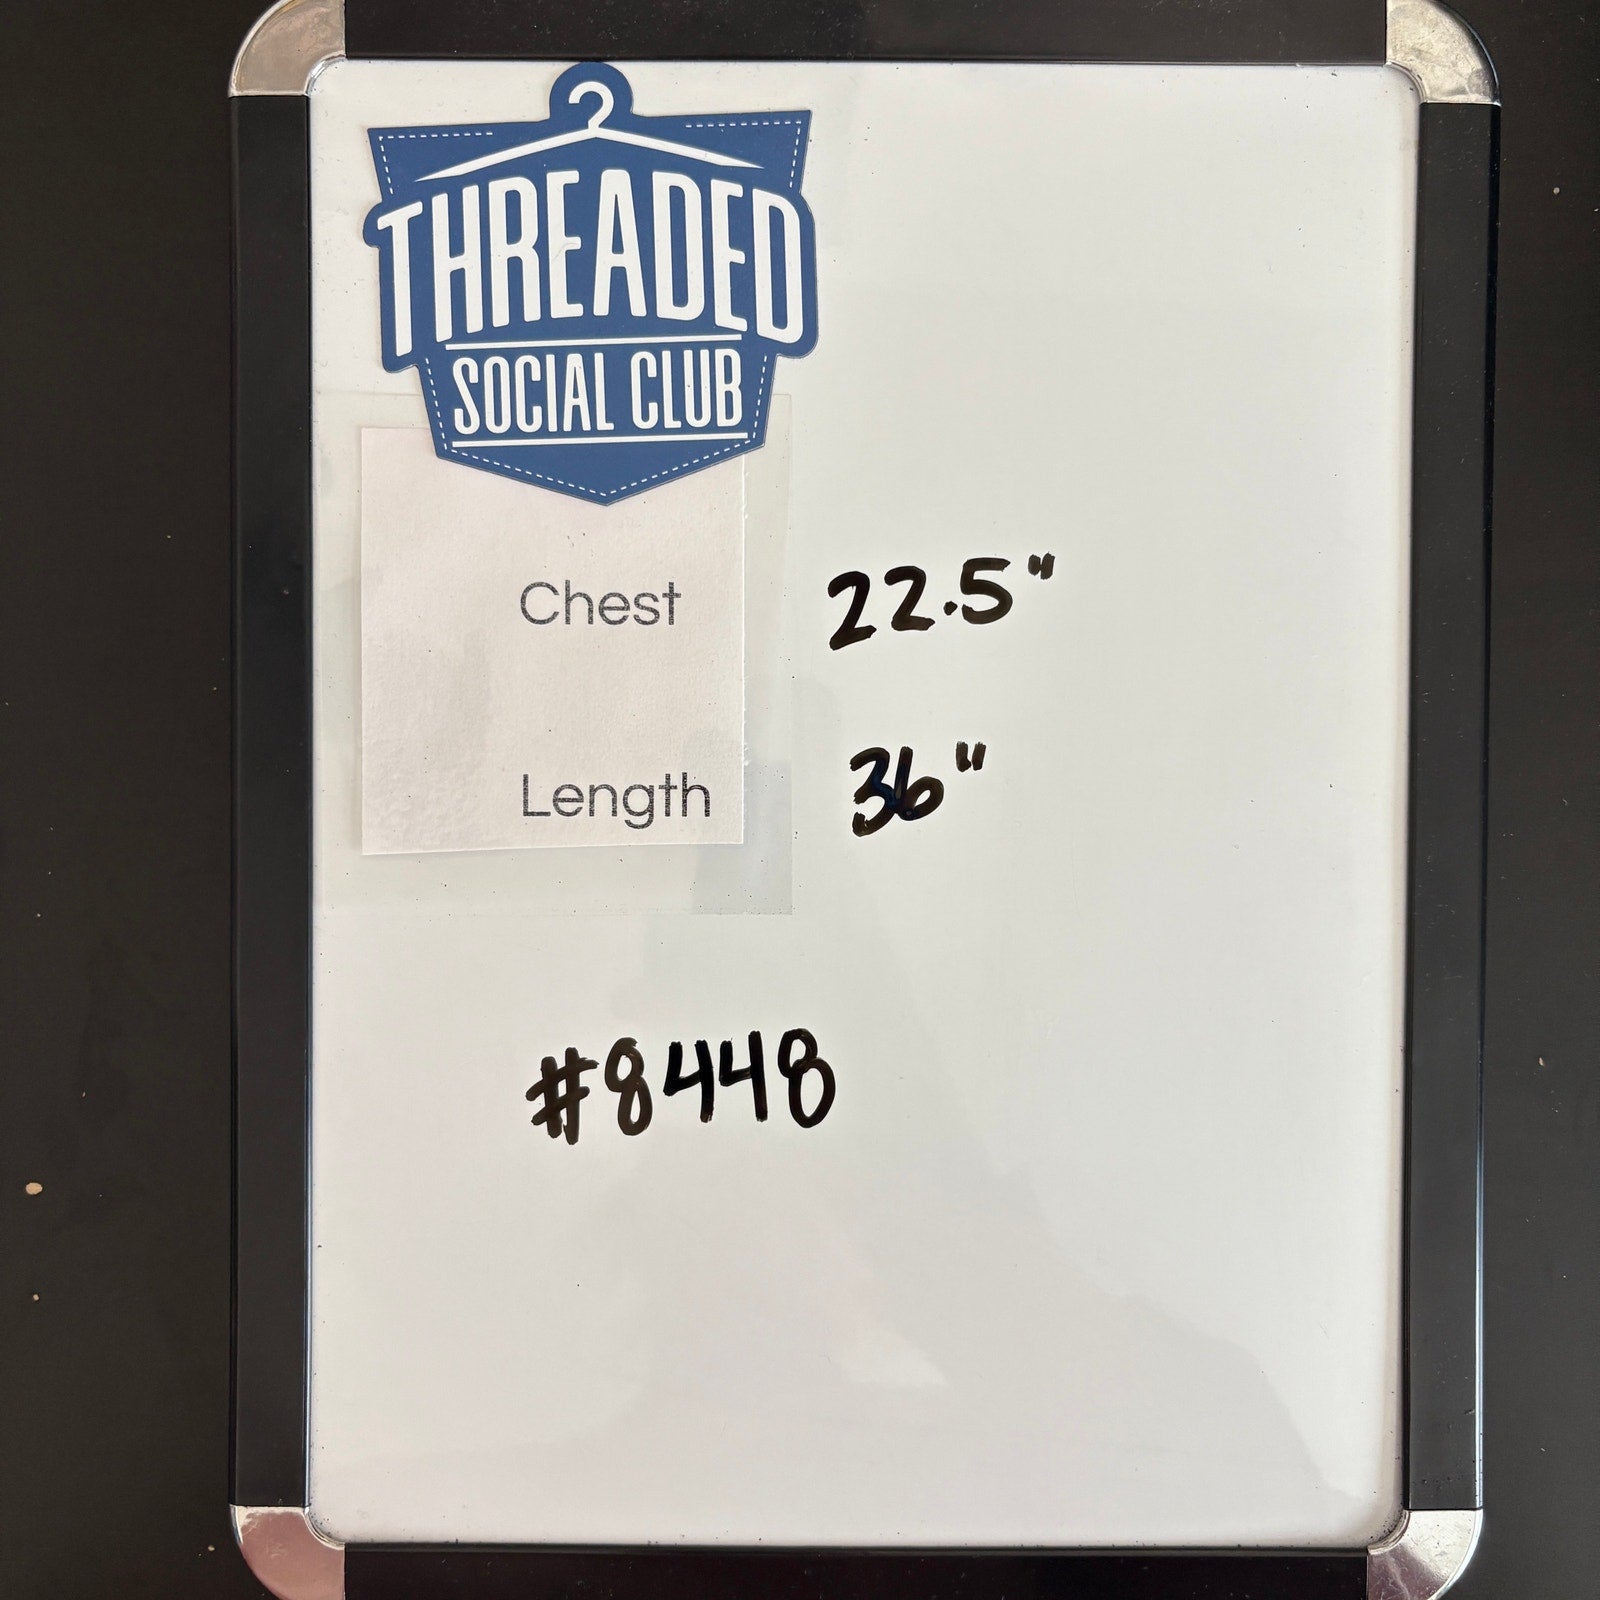 THREADED
SOCIAL CLUB
Chest 22.5"
Length 36"
#8448